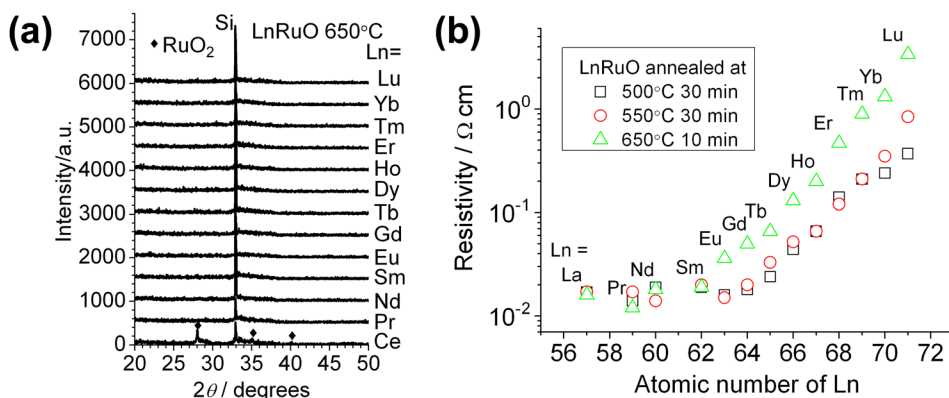 (a)
Si
LnRuO 650°C
Ln=
♦ RuO2
7000
6000
5000
4000
3000
2000
1000
0
Intensity/a.u.
Lu
Yb
Tm
Er
Ho
Dy
Tb
Gd
Eu
Sm
Nd
Pr
Ce
20 25 30 35 40 45 50
2θ / degrees
(b)
LnRuO annealed at
500°C 30 min
550°C 30 min
650°C 10 min
Resistivity / Ω cm
10^0
10^-1
10^-2
Lu
Yb
Tm
Er
Ho
Dy
Tb
Gd
Eu
Ln =
La
Pr
Nd
Sm
56 58 60 62 64 66 68 70 72
Atomic number of Ln